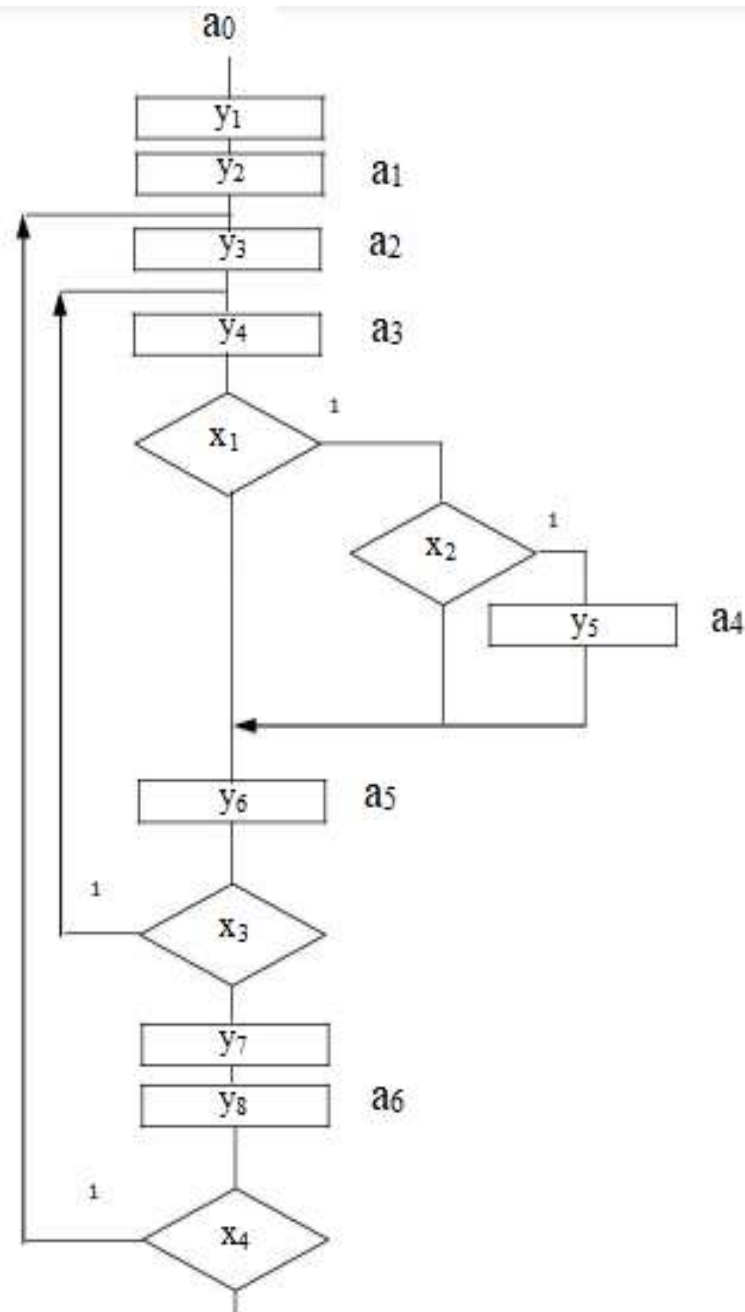 a₀
y₁
y₂ a₁
y₃ a₂
y₄ a₃
1
x₁
1
x₂
y₅ a₄
y₆ a₅
1
x₃
y₇
y₈ a₆
1
x₄